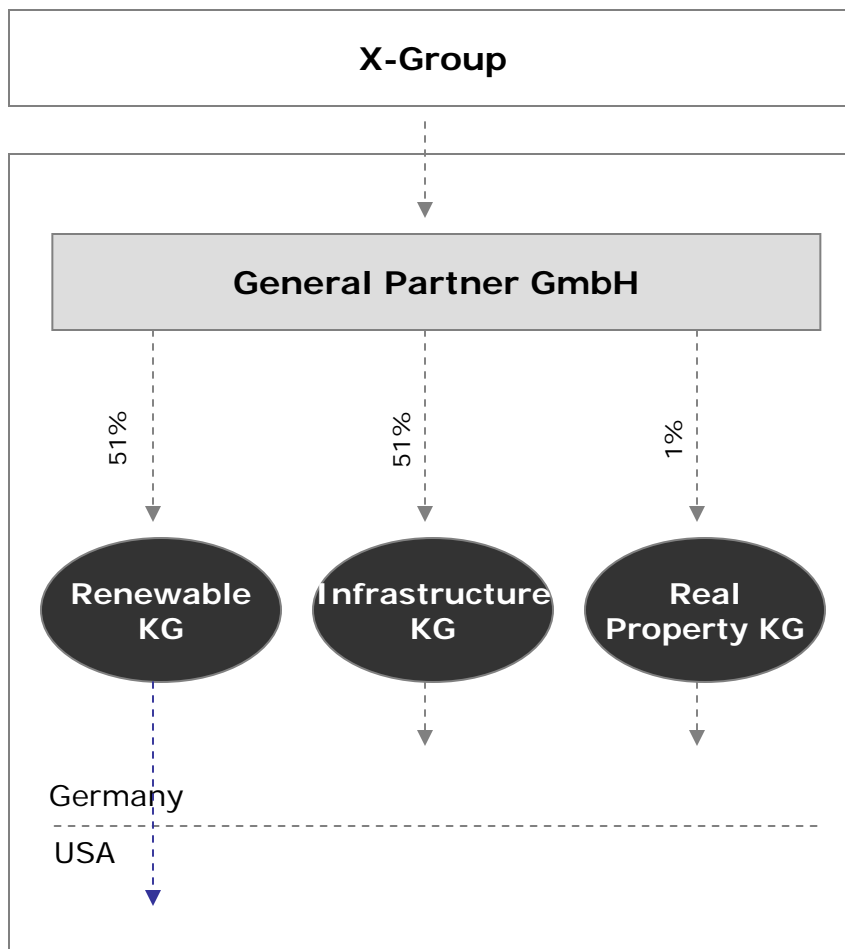 X-Group
General Partner GmbH
51%
51%
1%
Renewable
KG
Infrastructure
KG
Real
Property KG
Germany
USA